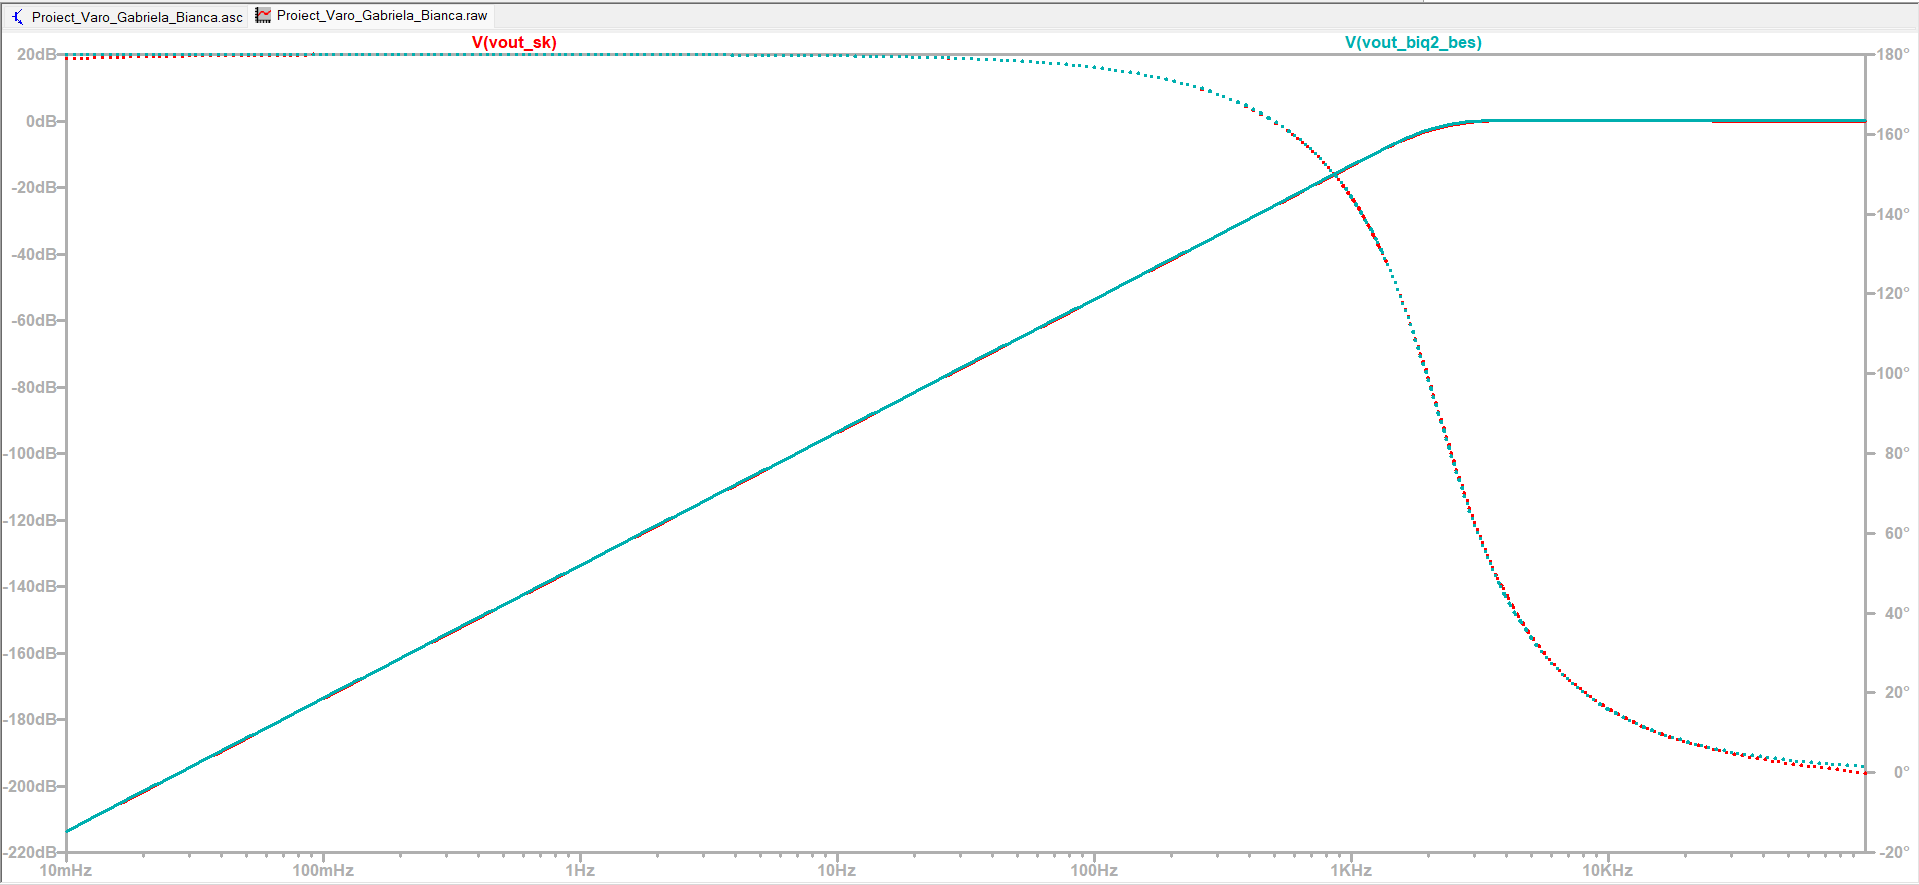 Proiect_Varo_Gabriela_Bianca.asc Proiect_Varo_Gabriela_Bianca.raw
V(vout_sk) V(vout_biq2_bes)
20dB 180°
0dB 160°
-20dB 140°
-40dB 120°
-60dB 100°
-80dB 80°
-100dB 60°
-120dB 40°
-140dB 20°
-160dB 0°
-180dB -20°
-200dB
-220dB
10mHz 100mHz 1Hz 10Hz 100Hz 1KHz 10KHz